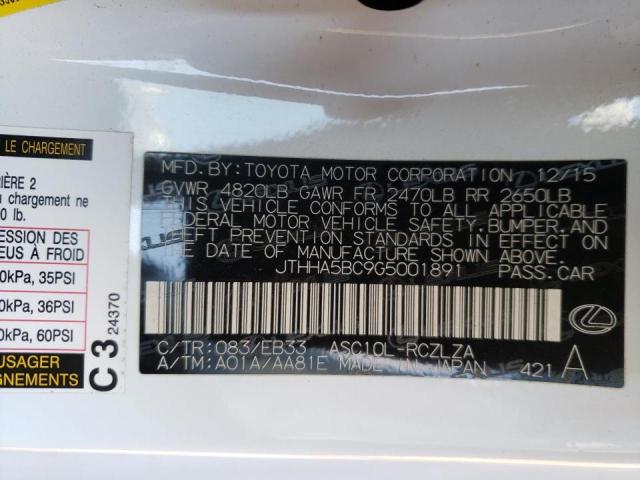 LE CHARGEMENT
IÈRE 2
u chargement ne
0 lb.
ESSION DES
EUS À FROID
0kPa, 35PSI
0kPa, 36PSI
0kPa, 60PSI
USAGER
IGNEMENTS
C3 24370
MFD. BY: TOYOTA MOTOR CORPORATION 12/15
GVWR 4820LB GAWR FR 2470LB RR 2650LB
THIS VEHICLE CONFORMS TO ALL APPLICABLE
FEDERAL MOTOR VEHICLE SAFETY, BUMPER, AND
THEFT PREVENTION STANDARDS IN EFFECT ON
THE DATE OF MANUFACTURE SHOWN ABOVE.
JTHHA5BC9G5001891 PASS.CAR
C/TR: 083/EB33 ASC10L-RCZLZA
A/TM: A01A/AA81E MADE IN JAPAN 421 A